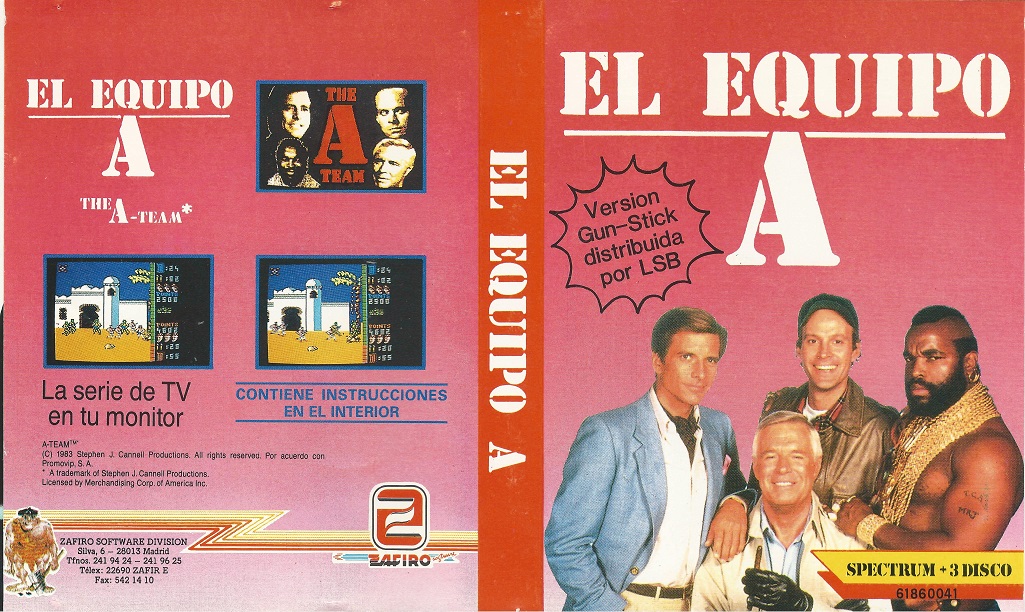 EL EQUIPO
A
THE A-TEAM*
THE
A
TEAM
La serie de TV
en tu monitor
CONTIENE INSTRUCCIONES
EN EL INTERIOR
A-TEAM™*
(C) 1983 Stephen J. Cannell Productions. All rights reserved. Por acuerdo con
Promovip, S. A.
* A trademark of Stephen J. Cannell Productions.
Licensed by Merchandising Corp. of America Inc.
ZAFIRO SOFTWARE DIVISION
Silva, 6 – 28013 Madrid
Tfnos. 241 94 24 – 241 96 25
Télex: 22690 ZAFIR E
Fax: 542 14 10
ZAFIRO
software
EL EQUIPO A
EL EQUIPO
A
Version
Gun-Stick
distribuida
por LSB
SPECTRUM + 3 DISCO
61860041